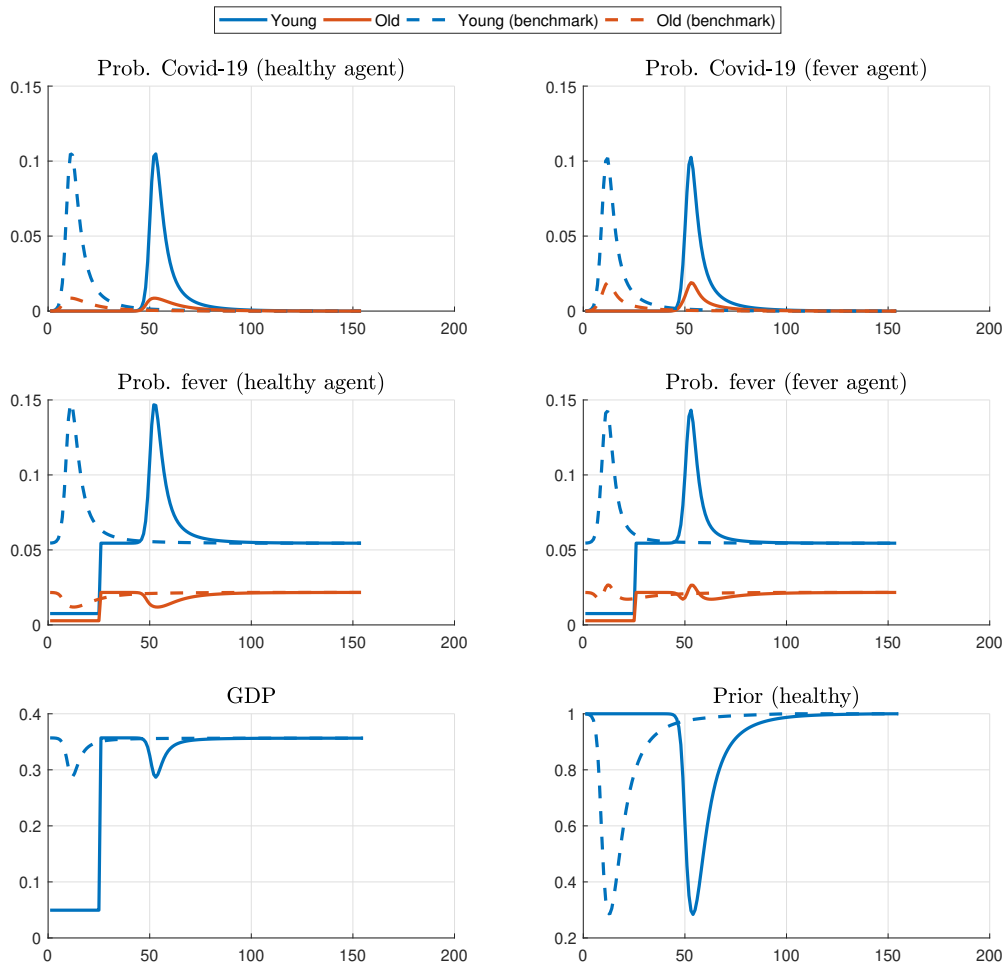 Young Old Young (benchmark) Old (benchmark)
Prob. Covid-19 (healthy agent)
0.15
0.1
0.05
0
0 50 100 150 200
Prob. Covid-19 (fever agent)
0.15
0.1
0.05
0
0 50 100 150 200
Prob. fever (healthy agent)
0.15
0.1
0.05
0
0 50 100 150 200
Prob. fever (fever agent)
0.15
0.1
0.05
0
0 50 100 150 200
GDP
0.4
0.3
0.2
0.1
0
0 50 100 150 200
Prior (healthy)
1
0.8
0.6
0.4
0.2
0 50 100 150 200